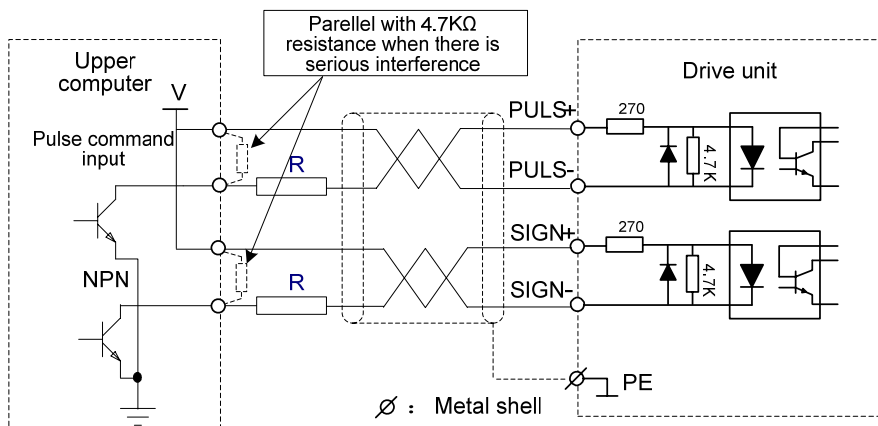 Parellel with 4.7KΩ
resistance when there is
serious interference
Upper
computer
V
Pulse command
input
NPN
R
R
PULS+
PULS-
SIGN+
SIGN-
Drive unit
270
4.7K
270
4.7K
PE
: Metal shell